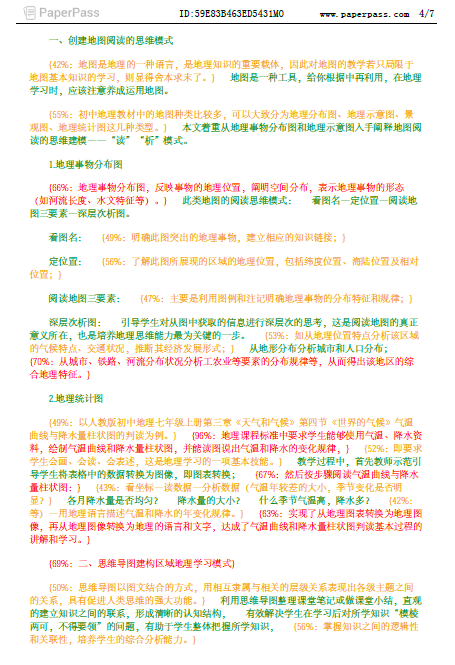 PaperPass ID:59E83B463ED5431MO www.paperpass.com 4/7
一、创建地图阅读的思维模式
{42%: 地图是地理的一种语言，是地理知识的重要载体，因此对地图的教学若只局限于
地图基本知识的学习，则显得舍本求末了。} 地图是一种工具，给你根据中再利用，在地理
学习时，应该注意养成运用地图。
{55%: 初中地理教材中的地图种类比较多，可以大致分为地理分布图、地理示意图、景
观图、地理统计图这几种类型。} 本文着重从地理事物分布图和地理示意图入手阐释地图阅
读的思维建模——“读”“析”模式。
1.地理事物分布图
{66%: 地理事物分布图，反映事物的地理位置，阐明空间分布，表示地理事物的形态
（如河流长度、水文特征等）。} 此类地图的阅读思维模式： 看图名—定位置—阅读地
图三要素—深层次析图。
看图名： {49%: 明确此图突出的地理事物，建立相应的知识链接；}
定位置： {56%: 了解此图所展现的区域的地理位置，包括纬度位置、海陆位置及相对
位置；}
阅读地图三要素： {47%: 主要是利用图例和注记明确地理事物的分布特征和规律；}
深层次析图： 引导学生对从图中获取的信息进行深层次的思考，这是阅读地图的真正
意义所在，也是培养地理思维能力最为关键的一步。 {53%: 如从地理位置特点分析该区域
的气候特点、交通状况，推断其经济发展形式；} 从地形分布分析城市和人口分布；
{70%: 从城市、铁路、河流分布状况分析工农业等要素的分布规律等，从而得出该地区的综
合地理特征。}
2.地理统计图
{49%: 以人教版初中地理七年级上册第三章《天气和气候》第四节《世界的气候》气温
曲线与降水量柱状图的判读为例。} {96%: 地理课程标准中要求学生能够使用气温、降水资
料，绘制气温曲线和降水量柱状图，并能读图说出气温和降水的变化规律，} {52%: 即要求
学生会画、会读、会表述，这是地理学习的一项基本技能。} 教学过程中，首先教师示范引
导学生将表格中的数据转换为图像，即图表转换； {67%: 然后按步骤阅读气温曲线与降水
量柱状图：} {43%: 看坐标—读数据—分析数据（气温年较差的大小，季节变化是否明
显？} 各月降水量是否均匀？ 降水量的大小？ 什么季节气温高，降水多？ {42%:
等）—用地理语言描述气温和降水的年变化规律。} {63%: 实现了从地理图表转换为地理图
像，再从地理图像转换为地理的语言和文字，达成了气温曲线和降水量柱状图判读基本过程的
讲解和学习。}
{69%: 二、思维导图建构区域地理学习模式}
{50%: 思维导图以图文结合的方式，用相互隶属与相关的层级关系表现出各级主题之间
的关系，具有促进人类思维的强大功能。} 利用思维导图整理课堂笔记或做课堂小结，直观
的建立知识之间的联系，形成清晰的认知结构， 有效解决学生在学习后对所学知识“模棱
两可，不得要领”的问题，有助于学生整体把握所学知识， {56%: 掌握知识之间的逻辑性
和关联性，培养学生的综合分析能力。}